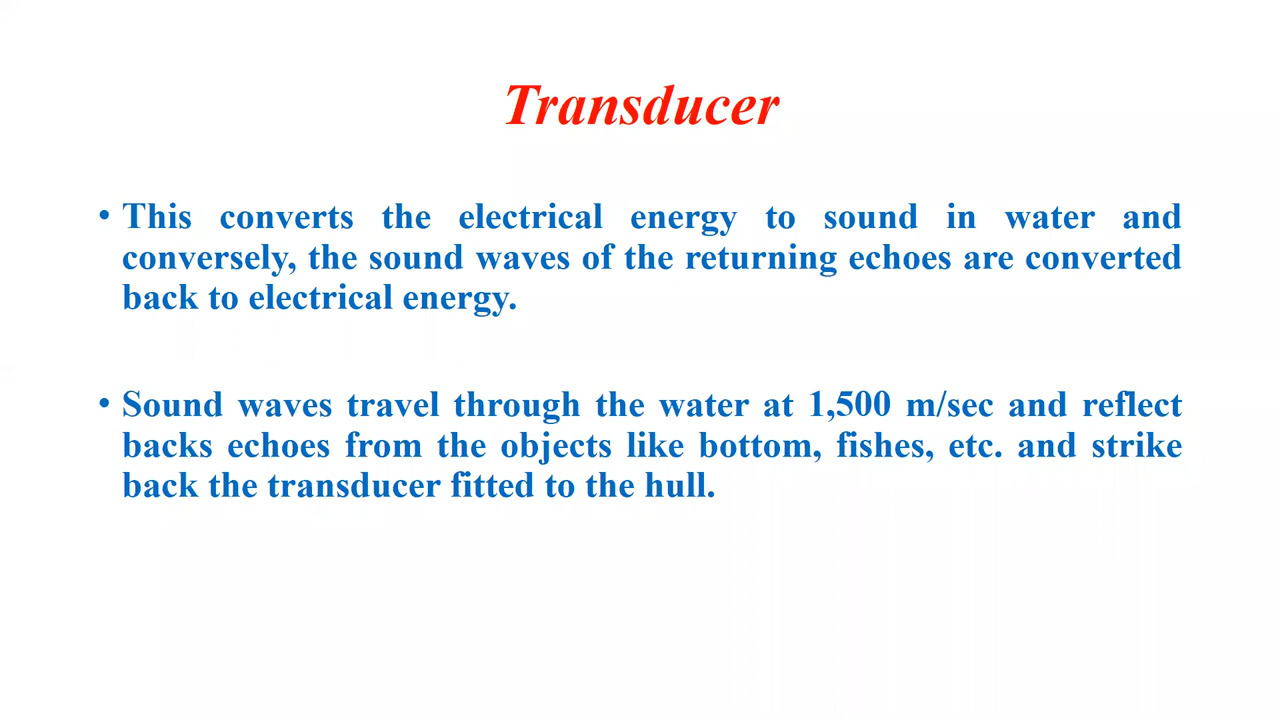 Transducer
• This converts the electrical energy to sound in water and
conversely, the sound waves of the returning echoes are converted
back to electrical energy.
• Sound waves travel through the water at 1,500 m/sec and reflect
backs echoes from the objects like bottom, fishes, etc. and strike
back the transducer fitted to the hull.